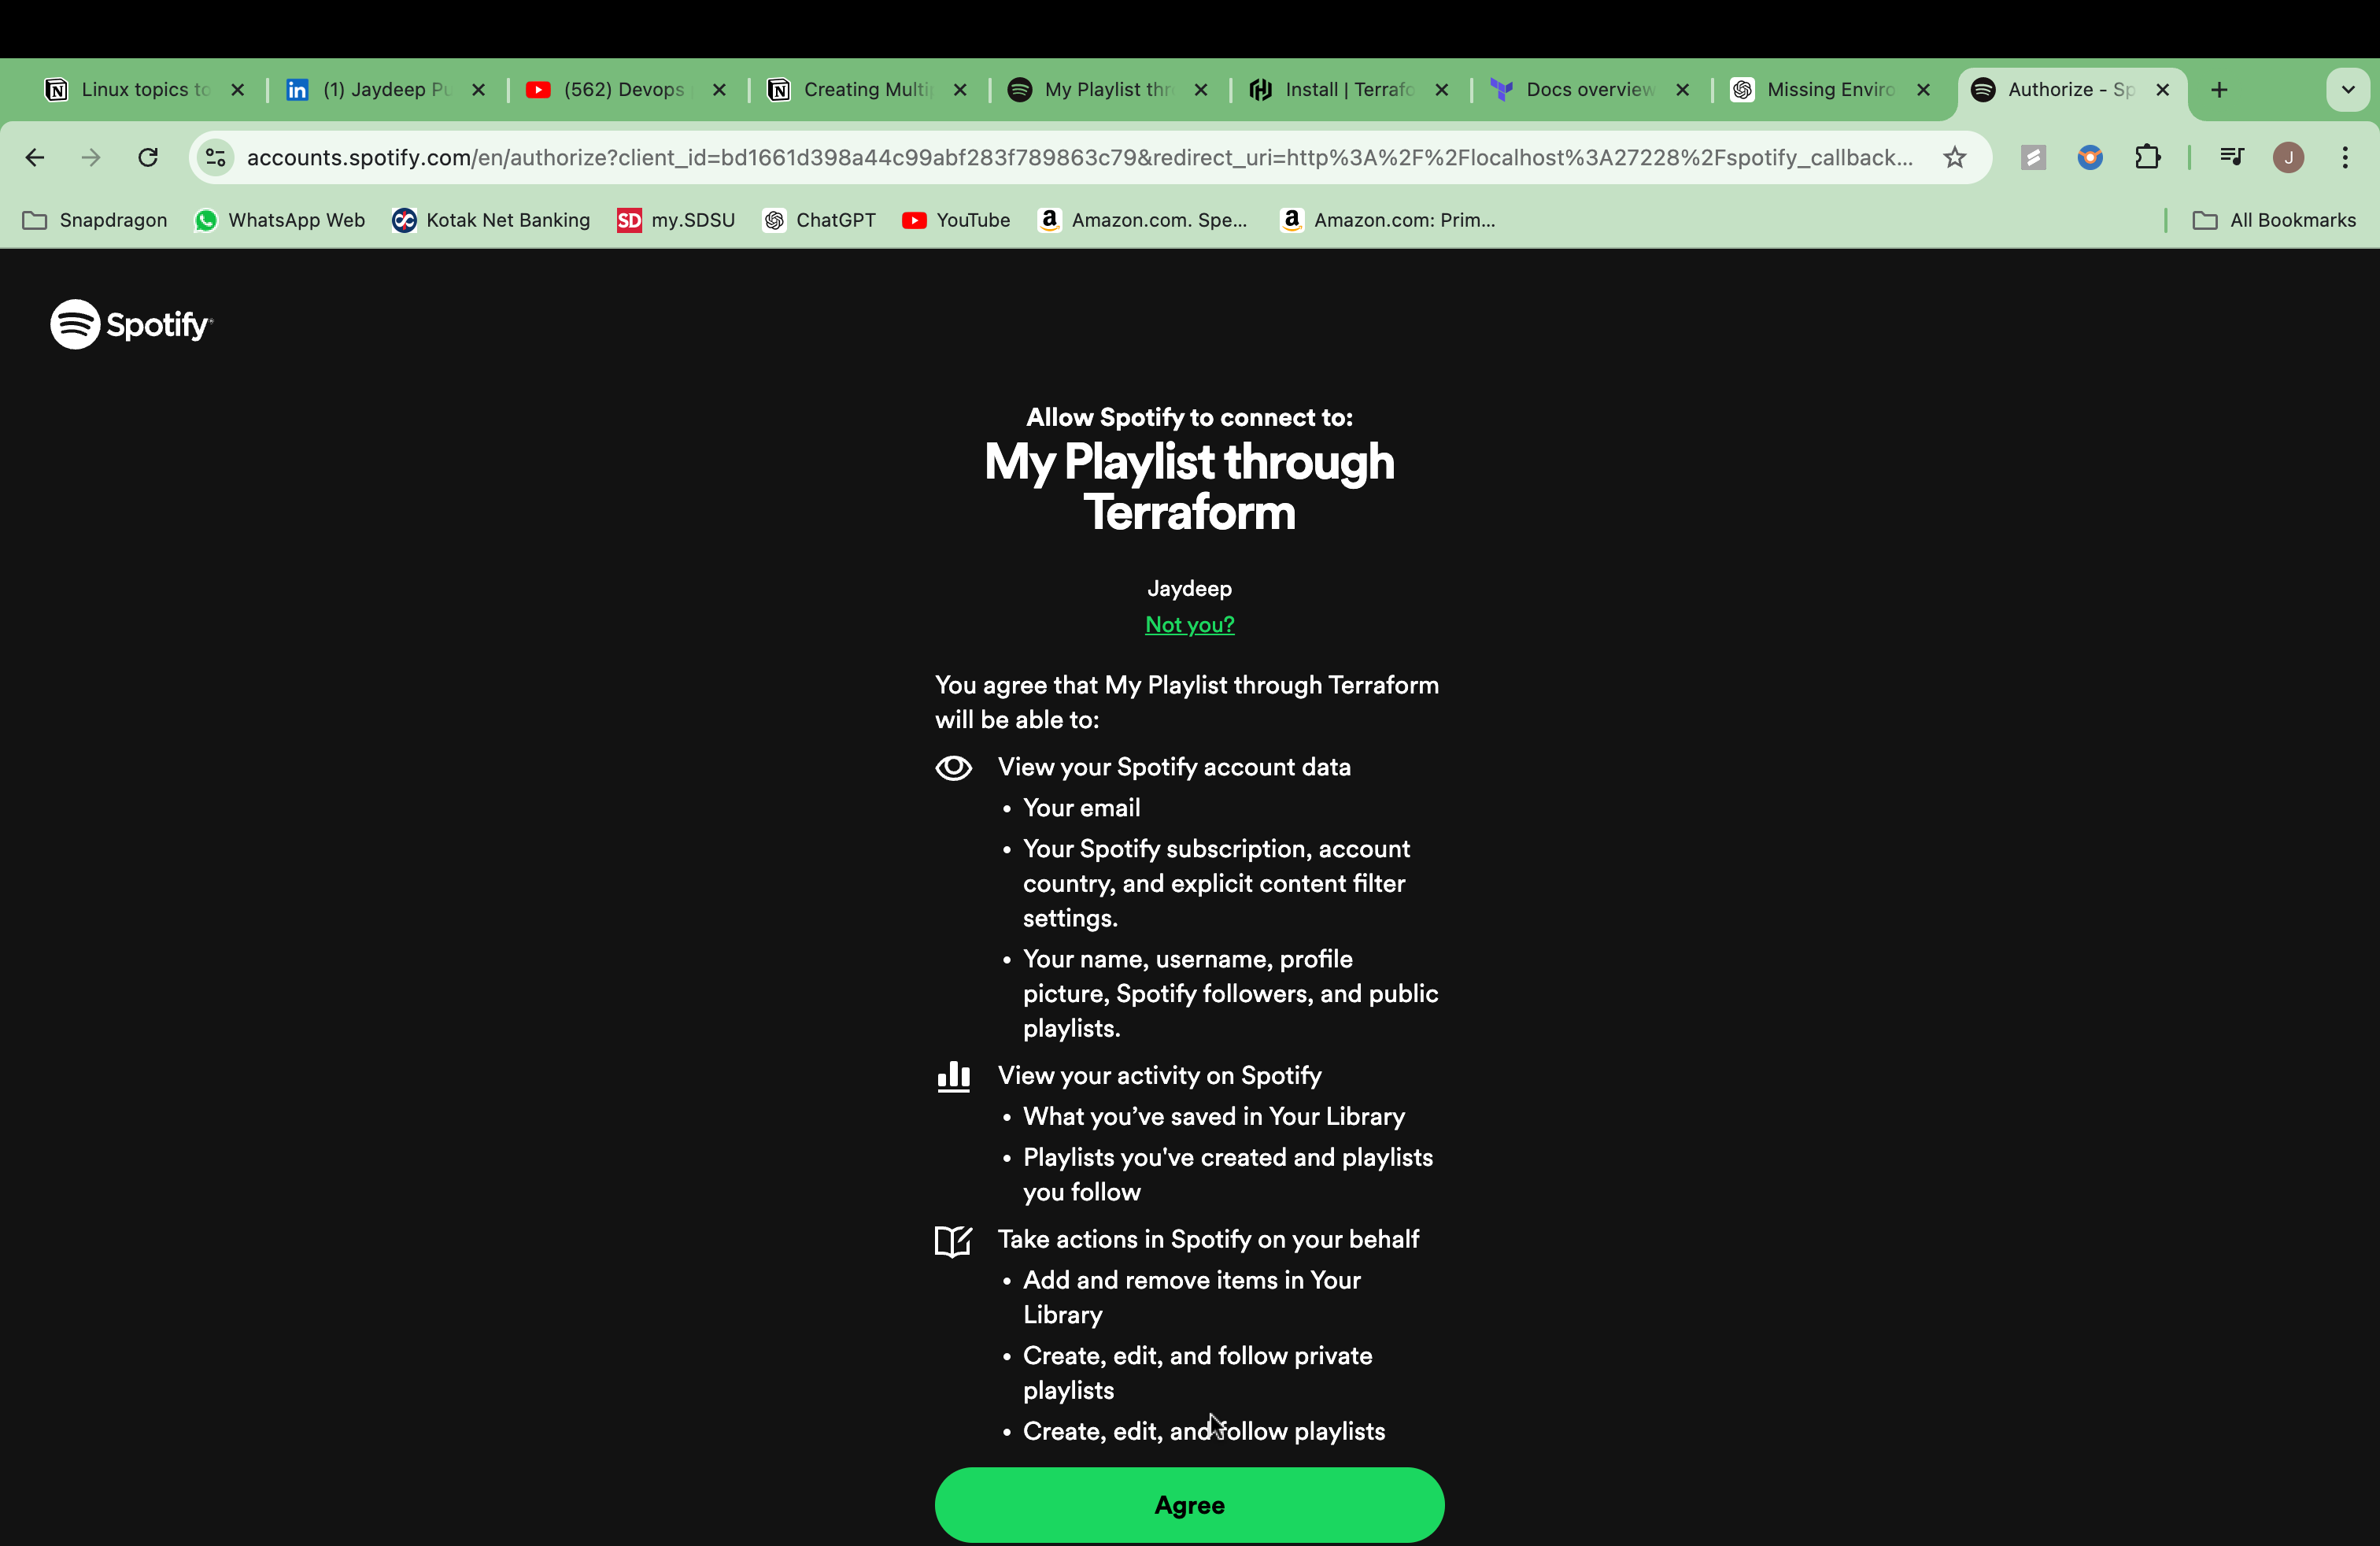 Linux topics to
(1) Jaydeep Pu
(562) Devops
Creating Multip
My Playlist thr
Install | Terrafo
Docs overview
Missing Enviro
Authorize - Sp
accounts.spotify.com/en/authorize?client_id=bd1661d398a44c99abf283f789863c79&redirect_uri=http%3A%2F%2Flocalhost%3A27228%2Fspotify_callback...
J
Snapdragon
WhatsApp Web
Kotak Net Banking
SD my.SDSU
ChatGPT
YouTube
a Amazon.com. Spe...
a Amazon.com: Prim...
All Bookmarks
Spotify
Allow Spotify to connect to:
My Playlist through
Terraform
Jaydeep
Not you?
You agree that My Playlist through Terraform
will be able to:
View your Spotify account data
• Your email
• Your Spotify subscription, account
country, and explicit content filter
settings.
• Your name, username, profile
picture, Spotify followers, and public
playlists.
View your activity on Spotify
• What you’ve saved in Your Library
• Playlists you've created and playlists
you follow
Take actions in Spotify on your behalf
• Add and remove items in Your
Library
• Create, edit, and follow private
playlists
• Create, edit, and follow playlists
Agree